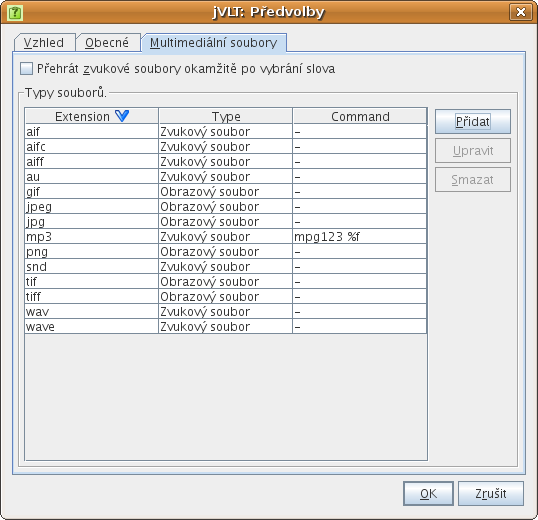 jVLT: Předvolby
Vzhled Obecné Multimediální soubory
Přehrát zvukové soubory okamžitě po vybrání slova
Typy souborů.
Extension Type Command
aif Zvukový soubor –
aifc Zvukový soubor –
aiff Zvukový soubor –
au Zvukový soubor –
gif Obrazový soubor –
jpeg Obrazový soubor –
jpg Obrazový soubor –
mp3 Zvukový soubor mpg123 %f
png Obrazový soubor –
snd Zvukový soubor –
tif Obrazový soubor –
tiff Obrazový soubor –
wav Zvukový soubor –
wave Zvukový soubor –
Přidat
Upravit
Smazat
OK Zrušit